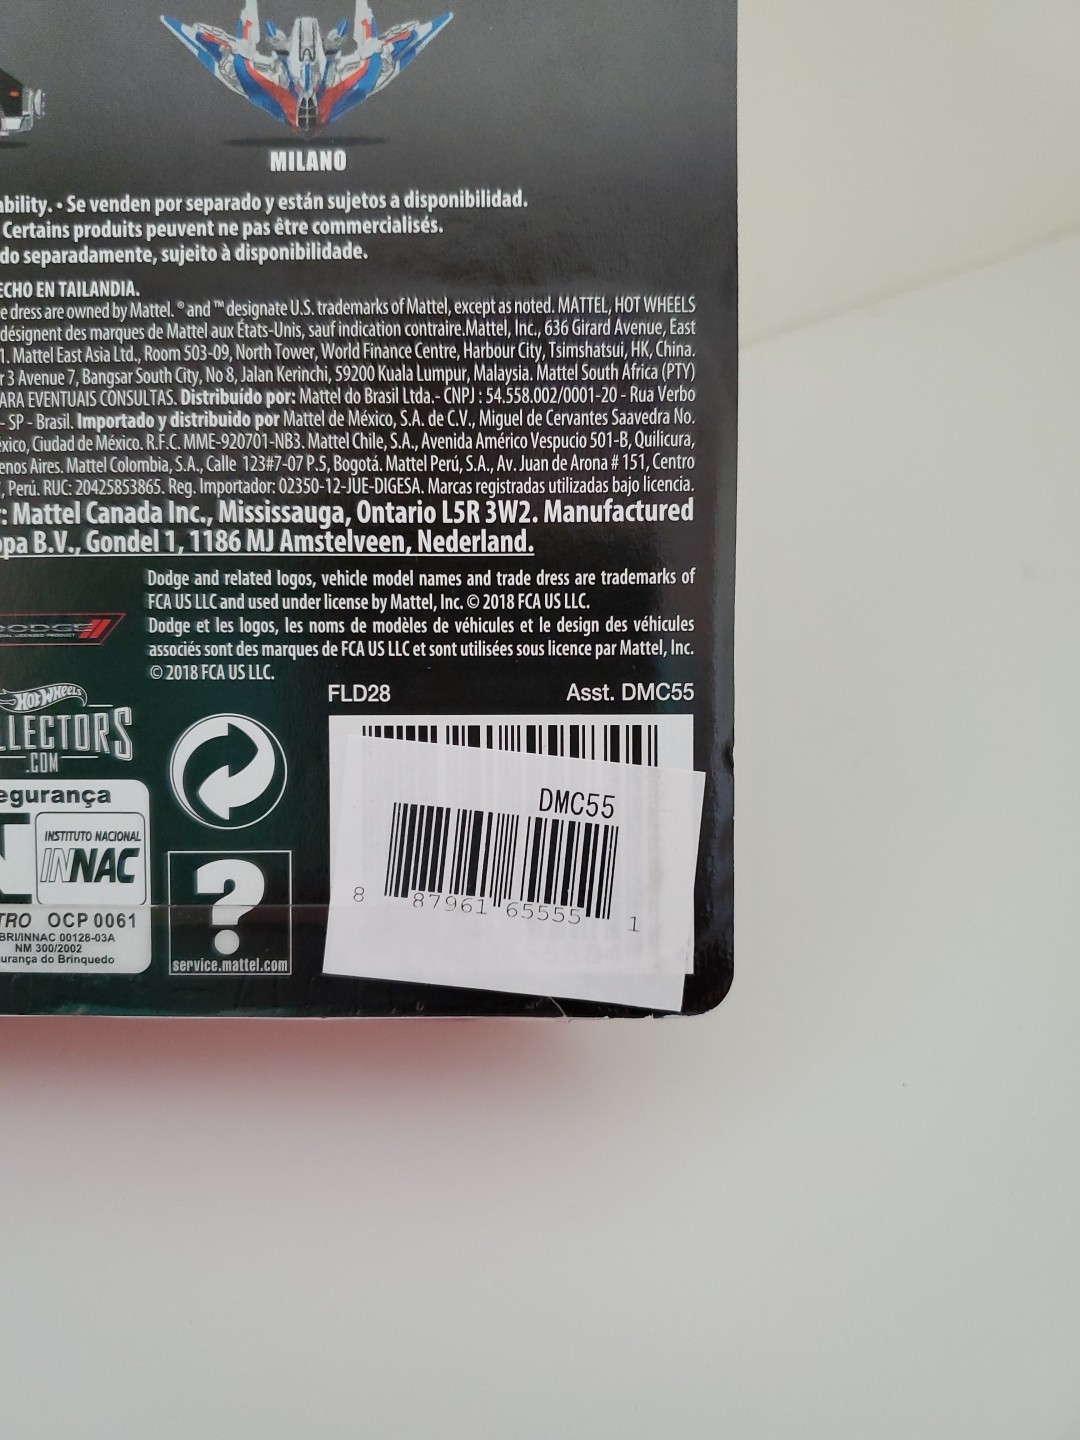 MILANO
ability. • Se venden por separado y están sujetos a disponibilidad.
Certains produits peuvent ne pas être commercialisés.
do separadamente, sujeito à disponibilidade.
ECHO EN TAILANDIA.
e dress are owned by Mattel. ® and ™ designate U.S. trademarks of Mattel, except as noted. MATTEL, HOT WHEELS
désignent des marques de Mattel aux États-Unis, sauf indication contraire.Mattel, Inc., 636 Girard Avenue, East
1. Mattel East Asia Ltd., Room 503-09, North Tower, World Finance Centre, Harbour City, Tsimshatsui, HK, China.
r 3 Avenue 7, Bangsar South City, No 8, Jalan Kerinchi, 59200 Kuala Lumpur, Malaysia. Mattel South Africa (PTY)
ARA EVENTUAIS CONSULTAS. Distribuído por: Mattel do Brasil Ltda.- CNPJ : 54.558.002/0001-20 - Rua Verbo
- SP - Brasil. Importado y distribuido por Mattel de México, S.A. de C.V., Miguel de Cervantes Saavedra No.
éxico, Ciudad de México. R.F.C. MME-920701-NB3. Mattel Chile, S.A., Avenida Américo Vespucio 501-B, Quilicura,
enos Aires. Mattel Colombia, S.A., Calle 123#7-07 P.5, Bogotá. Mattel Perú, S.A., Av. Juan de Arona # 151, Centro
, Perú. RUC: 20425853865. Reg. Importador: 02350-12-JUE-DIGESA. Marcas registradas utilizadas bajo licencia.
: Mattel Canada Inc., Mississauga, Ontario L5R 3W2. Manufactured
opa B.V., Gondel 1, 1186 MJ Amstelveen, Nederland.
Dodge and related logos, vehicle model names and trade dress are trademarks of
FCA US LLC and used under license by Mattel, Inc. © 2018 FCA US LLC.
Dodge et les logos, les noms de modèles de véhicules et le design des véhicules
associés sont des marques de FCA US LLC et sont utilisées sous licence par Mattel, Inc.
© 2018 FCA US LLC.
DODGE
LICENSED PRODUCT
FLD28 Asst. DMC55
HOT WHEELS
LLECTORS
.COM
egurança
INSTITUTO NACIONAL
INNAC
TRO OCP 0061
BRI/INNAC 00128-03A
NM 300/2002
urança do Brinquedo
?
service.mattel.com
DMC55
8 87961 65555 1